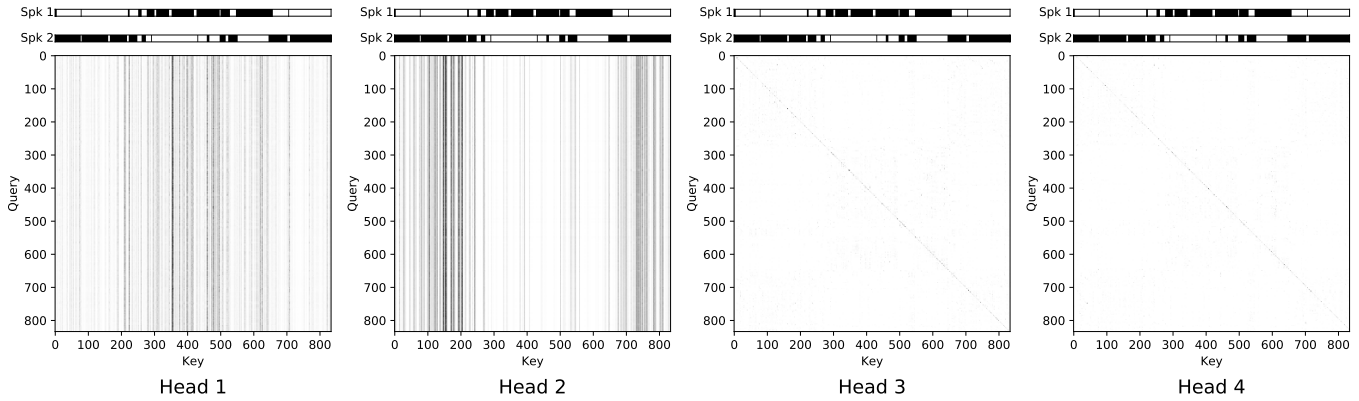 Spk 1 Spk 1 Spk 1 Spk 1
Spk 2 Spk 2 Spk 2 Spk 2
0 0 0 0
100 100 100 100
200 200 200 200
300 300 300 300
400 400 400 400
500 500 500 500
600 600 600 600
700 700 700 700
800 800 800 800
Query Query Query Query
0 100 200 300 400 500 600 700 800 0 100 200 300 400 500 600 700 800 0 100 200 300 400 500 600 700 800 0 100 200 300 400 500 600 700 800
Key Key Key Key
Head 1 Head 2 Head 3 Head 4